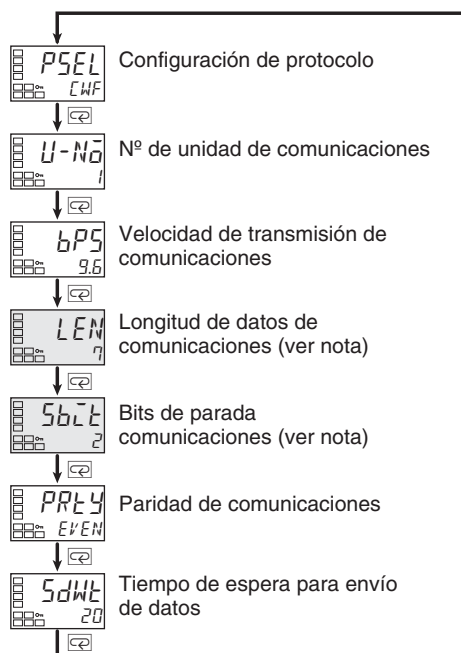 PSEL
CWF
Configuración de protocolo
U-No
1
Nº de unidad de comunicaciones
bPS
9.6
Velocidad de transmisión de
comunicaciones
LEN
7
Longitud de datos de
comunicaciones (ver nota)
Sbit
2
Bits de parada
comunicaciones (ver nota)
PRtY
EVEN
Paridad de comunicaciones
SdWt
20
Tiempo de espera para envío
de datos